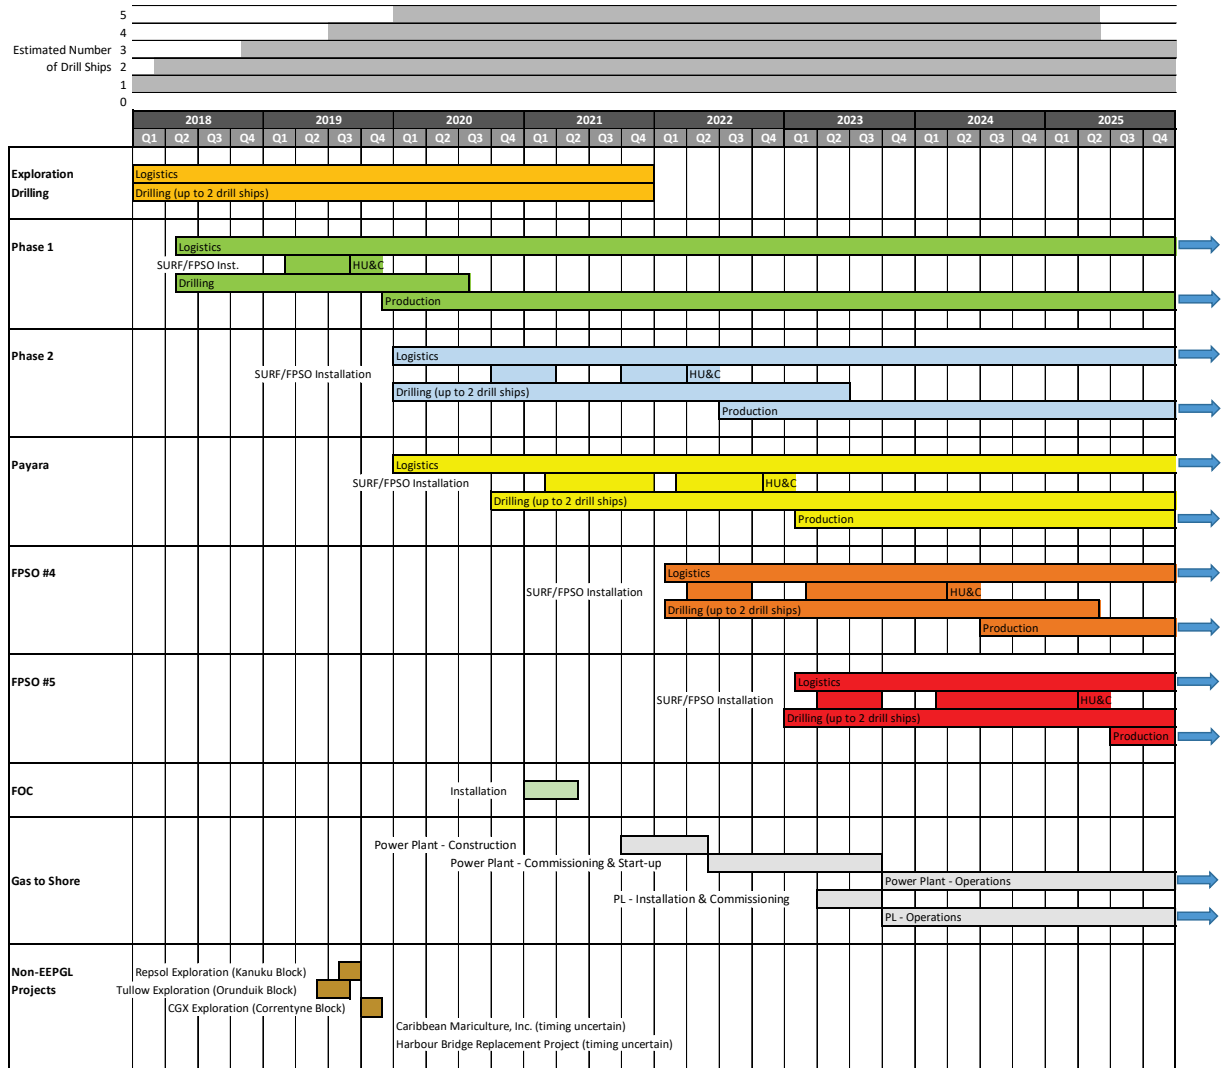 5
4
Estimated Number 3
of Drill Ships 2
1
0
2018 2019 2020 2021 2022 2023 2024 2025
Q1 Q2 Q3 Q4 Q1 Q2 Q3 Q4 Q1 Q2 Q3 Q4 Q1 Q2 Q3 Q4 Q1 Q2 Q3 Q4 Q1 Q2 Q3 Q4 Q1 Q2 Q3 Q4 Q1 Q2 Q3 Q4
Exploration Logistics
Drilling Drilling (up to 2 drill ships)
Phase 1 Logistics
SURF/FPSO Inst. HU&C
Drilling
Production
Phase 2 Logistics
SURF/FPSO Installation HU&C
Drilling (up to 2 drill ships)
Production
Payara Logistics
SURF/FPSO Installation HU&C
Drilling (up to 2 drill ships)
Production
FPSO #4 Logistics
SURF/FPSO Installation HU&C
Drilling (up to 2 drill ships)
Production
FPSO #5 Logistics
SURF/FPSO Installation HU&C
Drilling (up to 2 drill ships)
Production
FOC Installation
Power Plant - Construction
Power Plant - Commissioning & Start-up
Gas to Shore Power Plant - Operations
PL - Installation & Commissioning
PL - Operations
Non-EEPGL Repsol Exploration (Kanuku Block)
Projects Tullow Exploration (Orunduik Block)
CGX Exploration (Correntyne Block)
Caribbean Mariculture, Inc. (timing uncertain)
Harbour Bridge Replacement Project (timing uncertain)